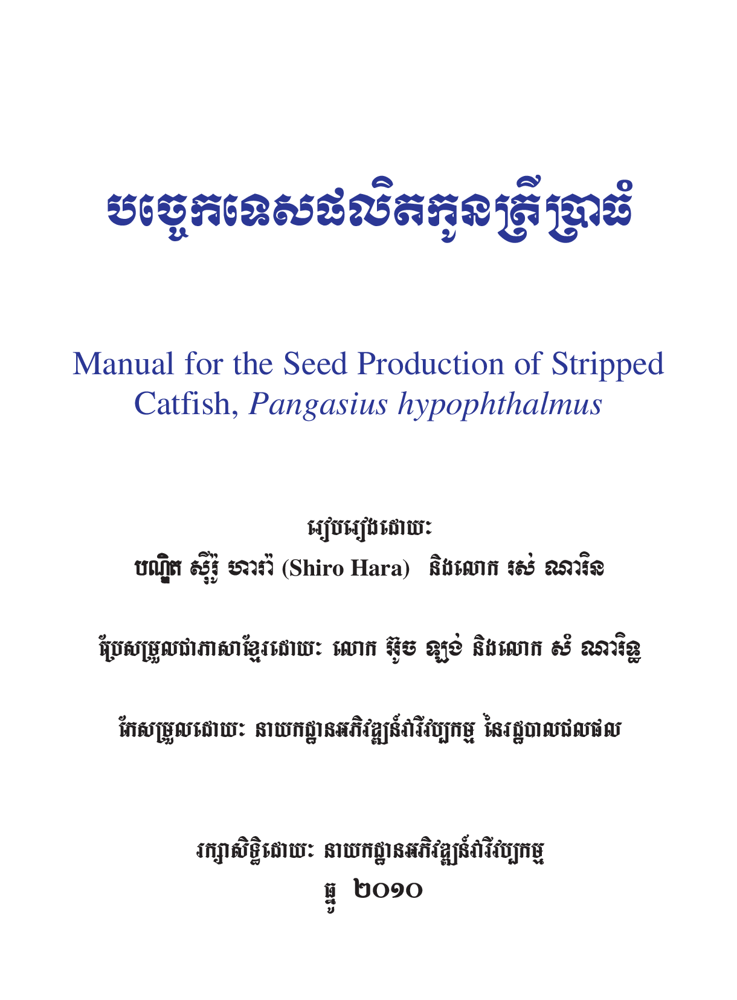 បច្ចេកទេសផលិតកូនត្រីប្រាធំ
Manual for the Seed Production of Stripped
Catfish, Pangasius hypophthalmus
រៀបរៀងដោយៈ
បណ្ឌិត ស៊ីរ៉ូ ហារ៉ា (Shiro Hara) និងលោក រស់ ណារិន
ប្រែសម្រួលជាភាសាខ្មែរដោយៈ លោក អ៊ូច ឡង់ និងលោក សំ ណារិទ្ធ
កែសម្រួលដោយៈ នាយកដ្ឋានអភិវឌ្ឍន៍វារីវប្បកម្ម នៃរដ្ឋបាលជលផល
រក្សាសិទ្ធិដោយៈ នាយកដ្ឋានអភិវឌ្ឍន៍វារីវប្បកម្ម
ធ្នូ ២០១០